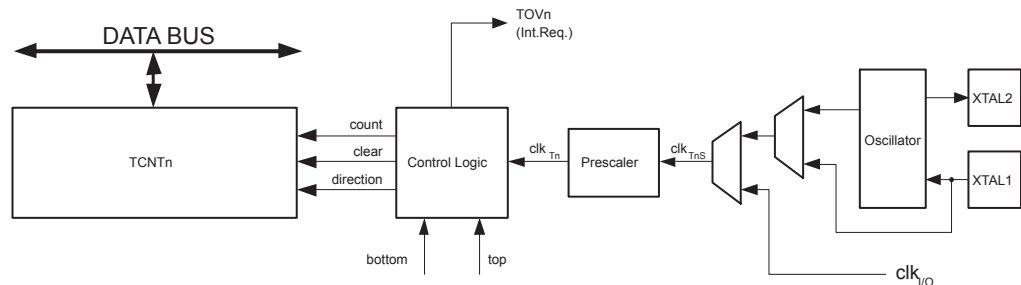 TOVn
(Int.Req.)
DATA BUS
TCNTn
count
clear
direction
Control Logic
clkTn
Prescaler
clkTnS
Oscillator
XTAL2
XTAL1
bottom
top
clkI/O